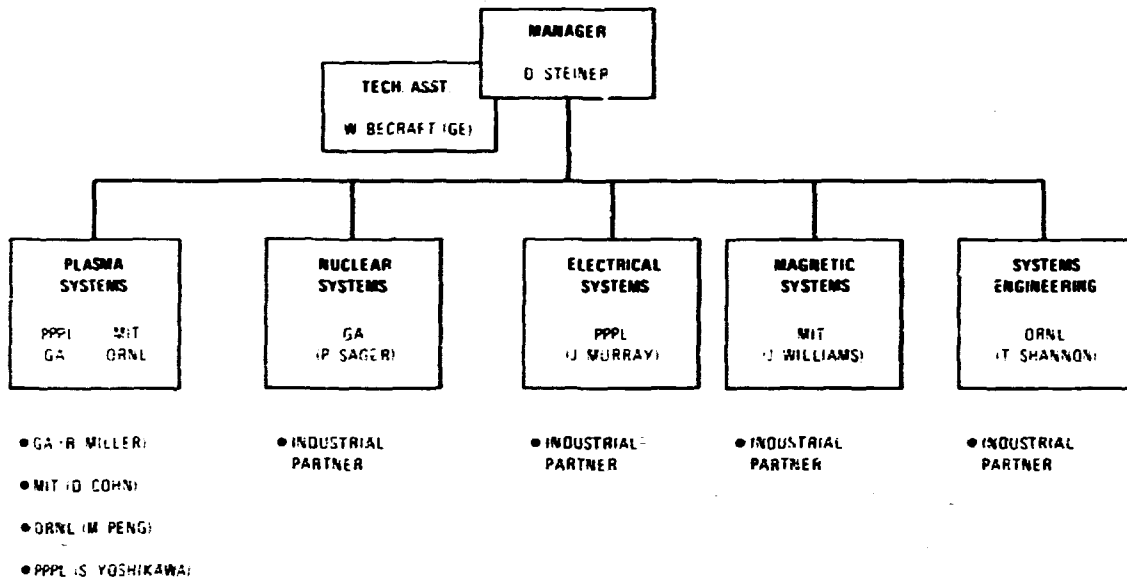 MANAGER
D. STEINER
TECH. ASST.
W. BECRAFT (GE)
PLASMA
SYSTEMS
PPPL MIT
GA ORNL
NUCLEAR
SYSTEMS
GA
(P. SAGER)
ELECTRICAL
SYSTEMS
PPPL
(J. MURRAY)
MAGNETIC
SYSTEMS
MIT
(J. WILLIAMS)
SYSTEMS
ENGINEERING
ORNL
(T. SHANNON)
● GA (R. MILLER)
● MIT (D. COHN)
● ORNL (M. PENG)
● PPPL (S. YOSHIKAWA)
● INDUSTRIAL
PARTNER
● INDUSTRIAL
PARTNER
● INDUSTRIAL
PARTNER
● INDUSTRIAL
PARTNER